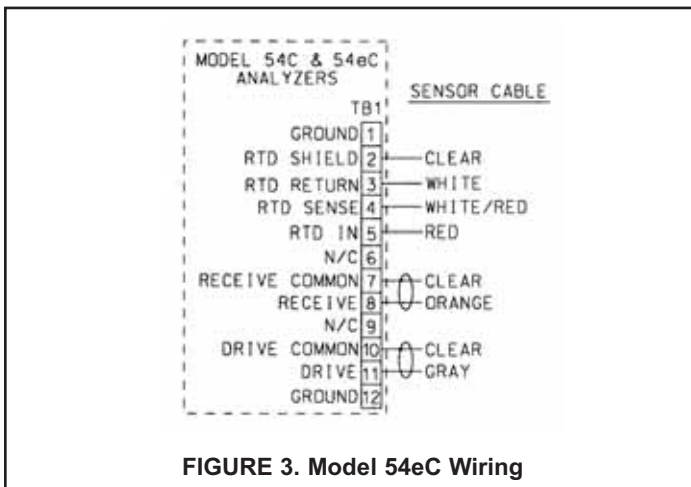 MODEL 54C & 54eC
ANALYZERS
SENSOR CABLE
TB1
GROUND 1
RTD SHIELD 2 CLEAR
RTD RETURN 3 WHITE
RTD SENSE 4 WHITE/RED
RTD IN 5 RED
N/C 6
RECEIVE COMMON 7 CLEAR
RECEIVE 8 ORANGE
N/C 9
DRIVE COMMON 10 CLEAR
DRIVE 11 GRAY
GROUND 12
FIGURE 3. Model 54eC Wiring